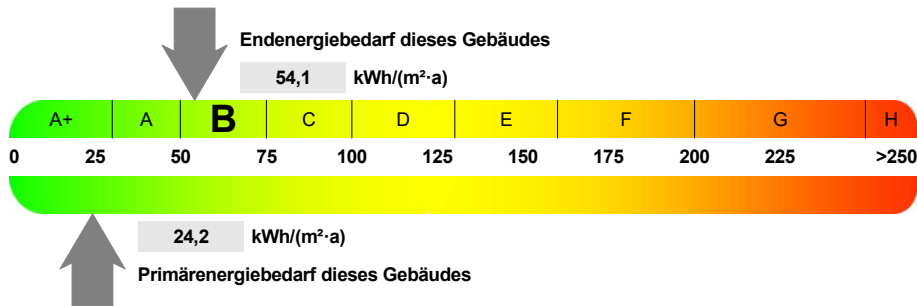 Endenergiebedarf dieses Gebäudes
54,1 kWh/(m²·a)
A+ A B C D E F G H
0 25 50 75 100 125 150 175 200 225 >250
24,2 kWh/(m²·a)
Primärenergiebedarf dieses Gebäudes